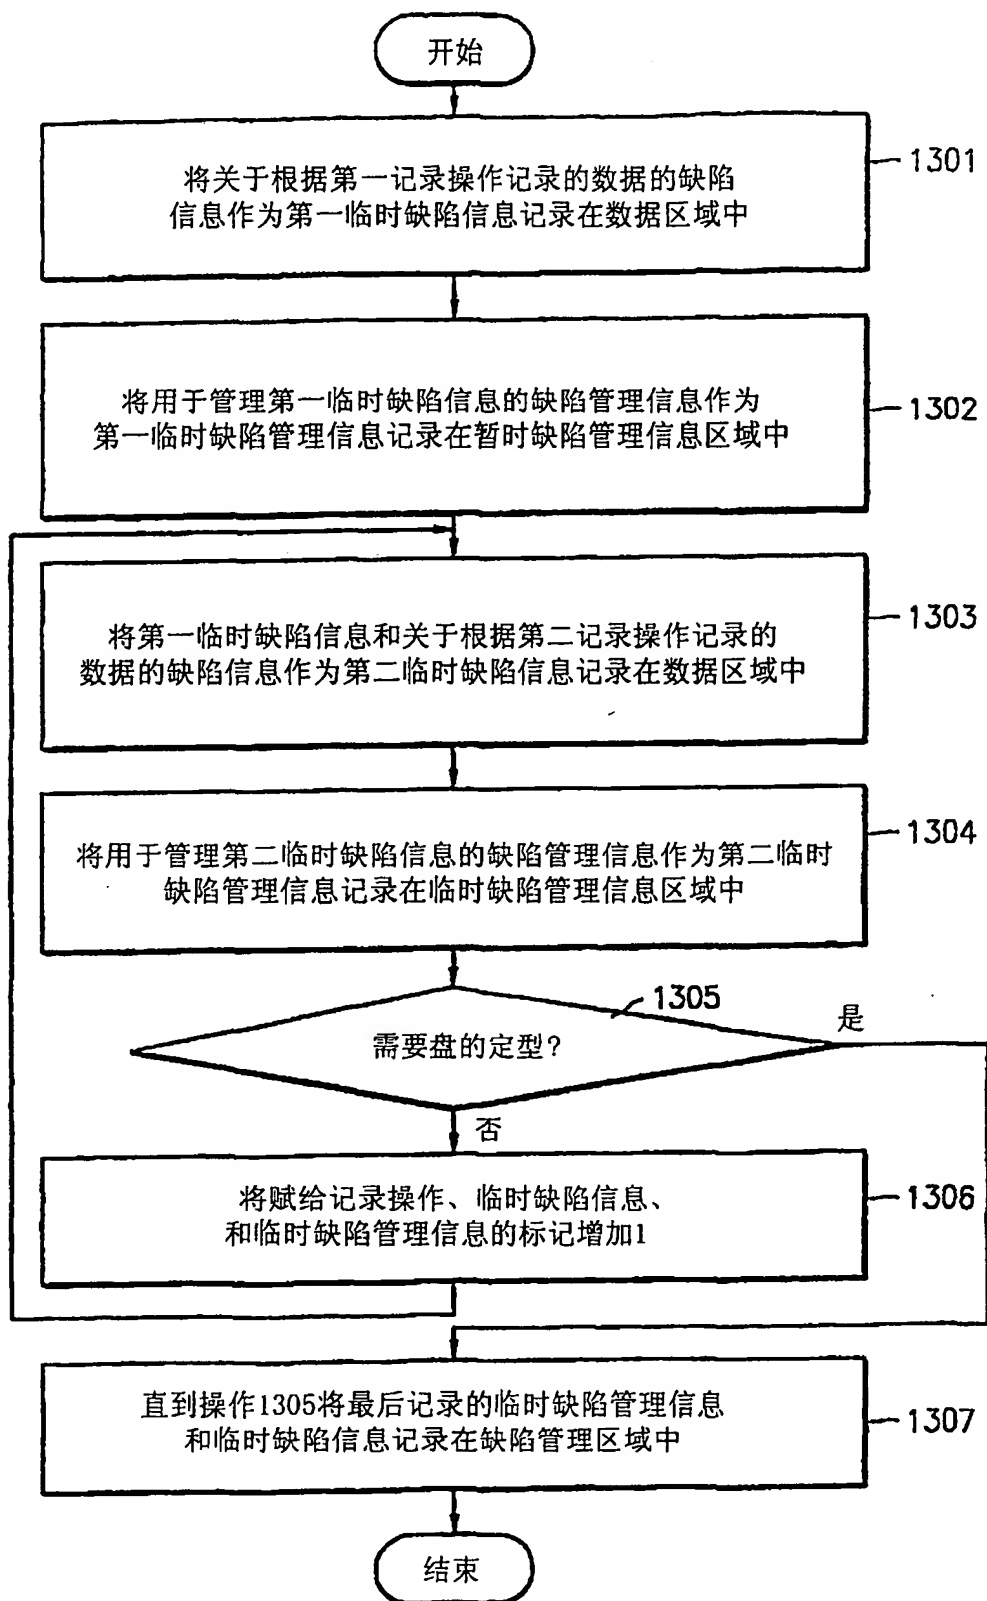 开始
将关于根据第一记录操作记录的数据的缺陷
信息作为第一临时缺陷信息记录在数据区域中
1301
将用于管理第一临时缺陷信息的缺陷管理信息作为
第一临时缺陷管理信息记录在暂时缺陷管理信息区域中
1302
将第一临时缺陷信息和关于根据第二记录操作记录的
数据的缺陷信息作为第二临时缺陷信息记录在数据区域中
1303
将用于管理第二临时缺陷信息的缺陷管理信息作为第二临时
缺陷管理信息记录在临时缺陷管理信息区域中
1304
需要盘的定型?
1305
是
否
将赋给记录操作、临时缺陷信息、
和临时缺陷管理信息的标记增加1
1306
直到操作1305将最后记录的临时缺陷管理信息
和临时缺陷信息记录在缺陷管理区域中
1307
结束